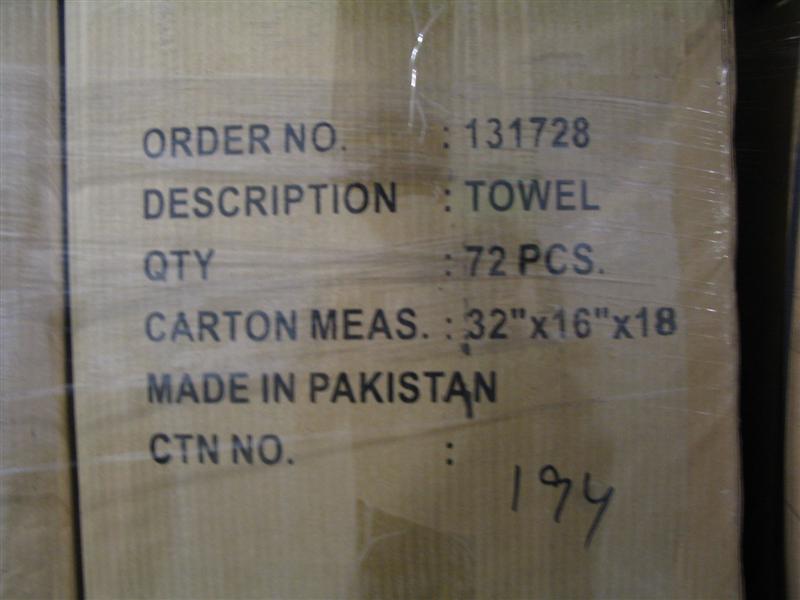 ORDER NO. : 131728
DESCRIPTION : TOWEL
QTY : 72 PCS.
CARTON MEAS. : 32"x16"x18
MADE IN PAKISTAN
CTN NO. :
194